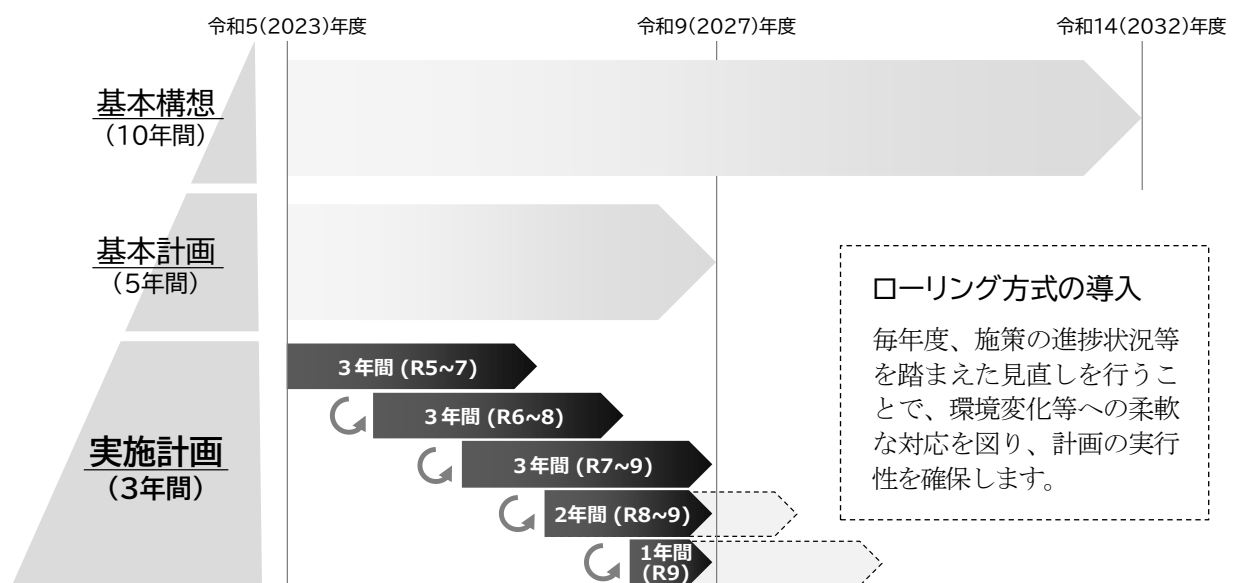 令和5(2023)年度
令和9(2027)年度
令和14(2032)年度
基本構想
(10年間)
基本計画
(5年間)
実施計画
(3年間)
3年間 (R5~7)
3年間 (R6~8)
3年間 (R7~9)
2年間 (R8~9)
1年間
(R9)
ローリング方式の導入
毎年度、施策の進捗状況等
を踏まえた見直しを行うこ
とで、環境変化等への柔軟
な対応を図り、計画の実行
性を確保します。